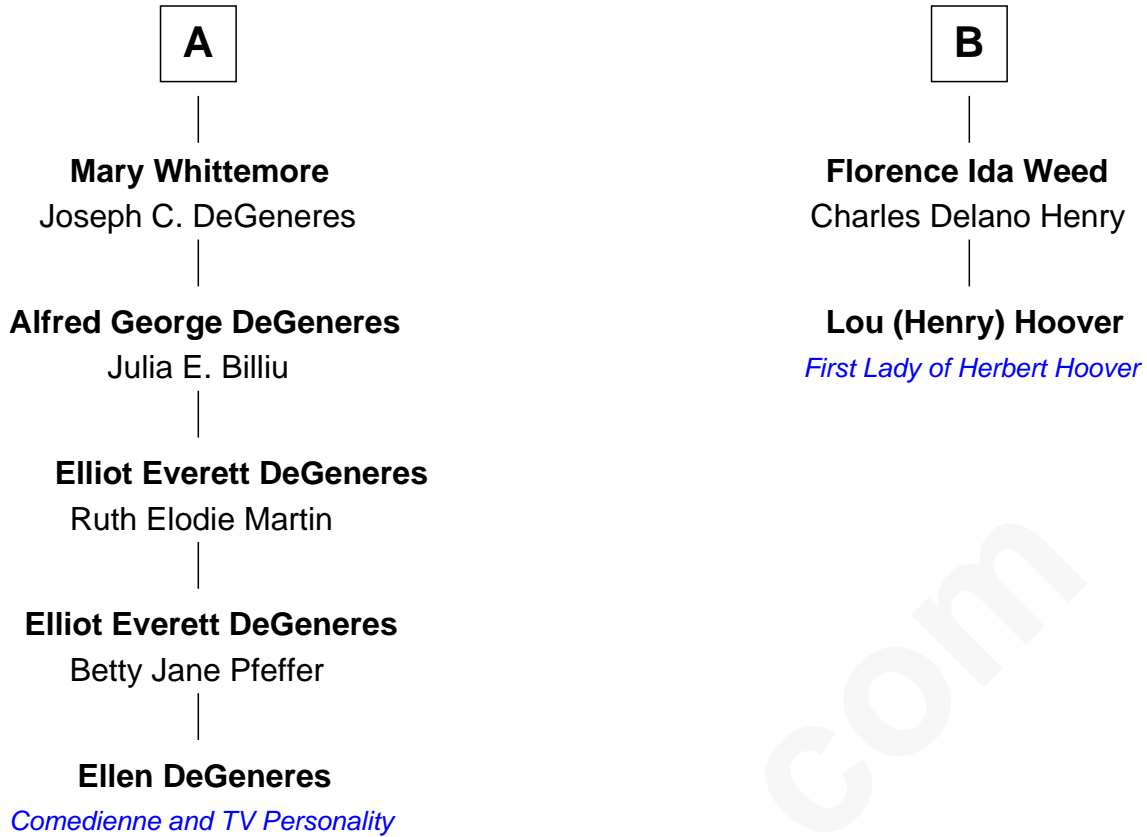 A
Mary Whittemore
Joseph C. DeGeneres
Alfred George DeGeneres
Julia E. Billiu
Elliot Everett DeGeneres
Ruth Elodie Martin
Elliot Everett DeGeneres
Betty Jane Pfeffer
Ellen DeGeneres
Comedienne and TV Personality
B
Florence Ida Weed
Charles Delano Henry
Lou (Henry) Hoover
First Lady of Herbert Hoover
com